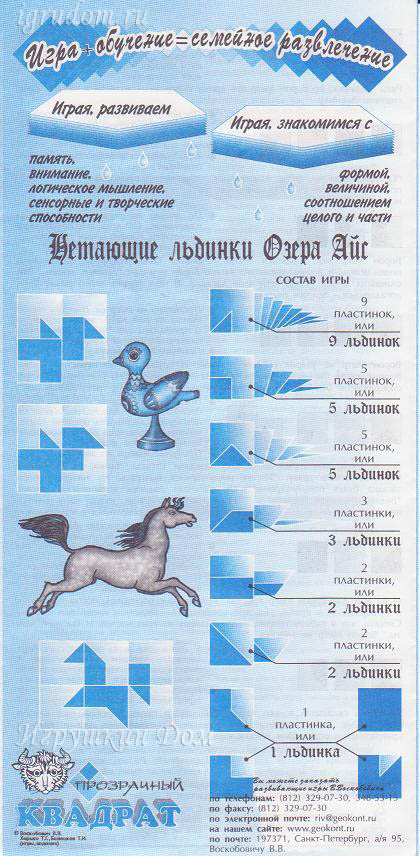 igrudom.ru
Игра+обучение=семейное развлечение
Играя, развиваем
память,
внимание,
логическое мышление,
сенсорные и творческие
способности
Играя, знакомимся с
формой,
величиной,
соотношением
целого и части
Нетающие льдинки Озера Айс
СОСТАВ ИГРЫ
9
пластинок,
или
9 льдинок
5
пластинок,
или
5 льдинок
5
пластинок,
или
5 льдинок
3
пластинки,
или
3 льдинки
2
пластинки,
или
2 льдинки
2
пластинки,
или
2 льдинки
1
пластинка,
или
1 льдинка
Игрушкин Дом
ПРОЗРАЧНЫЙ
КВАДРАТ
© Воскобович В.В.
(игры, издания)
Вы можете заказать
развивающие игры В.Воскобовича
по телефонам: (812) 329-07-30, 346-53-15
по факсу: (812) 329-07-30
по электронной почте: riv@geokont.ru
на нашем сайте: www.geokont.ru
по почте: 197371, Санкт-Петербург, а/я 95,
Воскобовичу В.В.